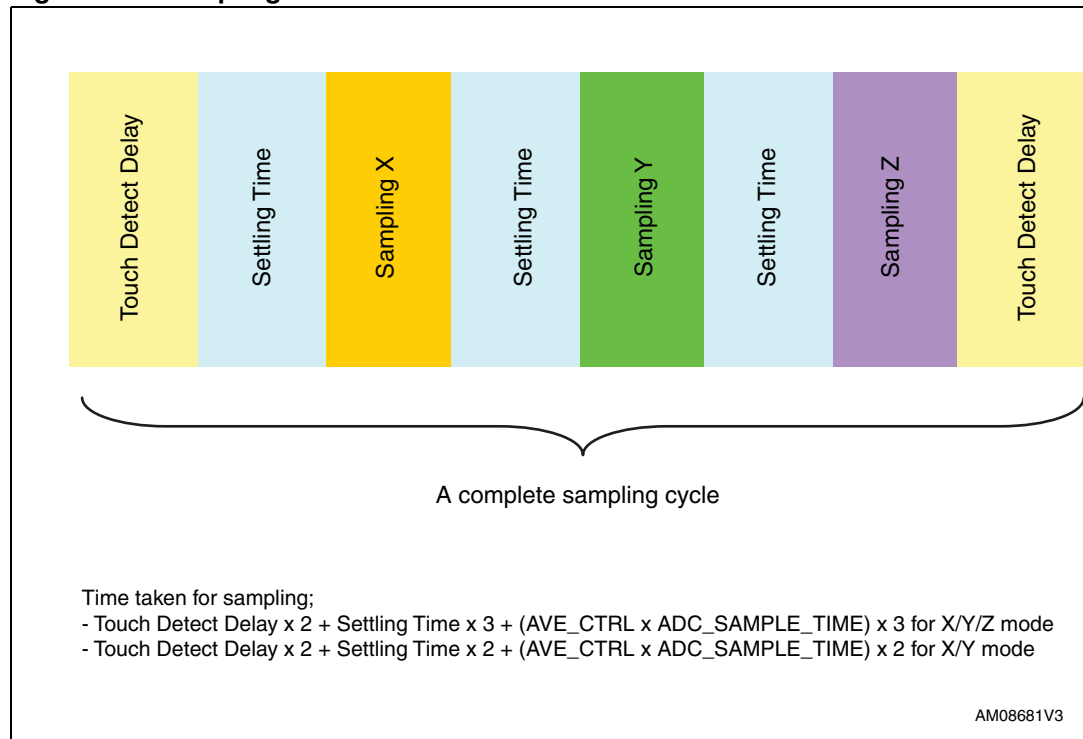 Touch Detect Delay
Settling Time
Sampling X
Settling Time
Sampling Y
Settling Time
Sampling Z
Touch Detect Delay
A complete sampling cycle
Time taken for sampling;
- Touch Detect Delay x 2 + Settling Time x 3 + (AVE_CTRL x ADC_SAMPLE_TIME) x 3 for X/Y/Z mode
- Touch Detect Delay x 2 + Settling Time x 2 + (AVE_CTRL x ADC_SAMPLE_TIME) x 2 for X/Y mode
AM08681V3